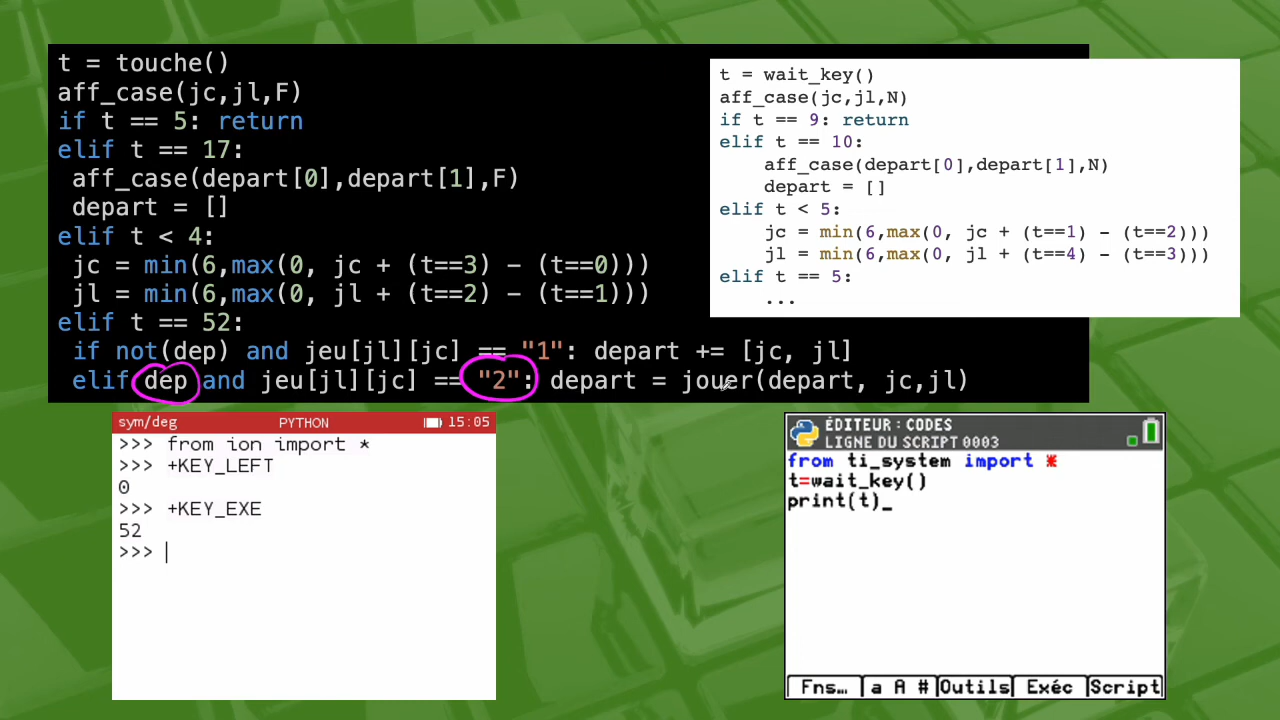 t = touche()
aff_case(jc,jl,F)
if t == 5: return
elif t == 17:
aff_case(depart[0],depart[1],F)
depart = []
elif t < 4:
jc = min(6,max(0, jc + (t==3) - (t==0)))
jl = min(6,max(0, jl + (t==2) - (t==1)))
elif t == 52:
if not(dep) and jeu[jl][jc] == "1": depart += [jc, jl]
elif dep and jeu[jl][jc] == "2": depart = jouer(depart, jc,jl)
t = wait_key()
aff_case(jc,jl,N)
if t == 9: return
elif t == 10:
aff_case(depart[0],depart[1],N)
depart = []
elif t < 5:
jc = min(6,max(0, jc + (t==1) - (t==2)))
jl = min(6,max(0, jl + (t==4) - (t==3)))
elif t == 5:
...
sym/deg PYTHON 15:05
>>> from ion import *
>>> +KEY_LEFT
0
>>> +KEY_EXE
52
>>>
ÉDITEUR : CODES
LIGNE DU SCRIPT 0003
from ti_system import *
t=wait_key()
print(t)_
Fns… a A # Outils Exéc Script